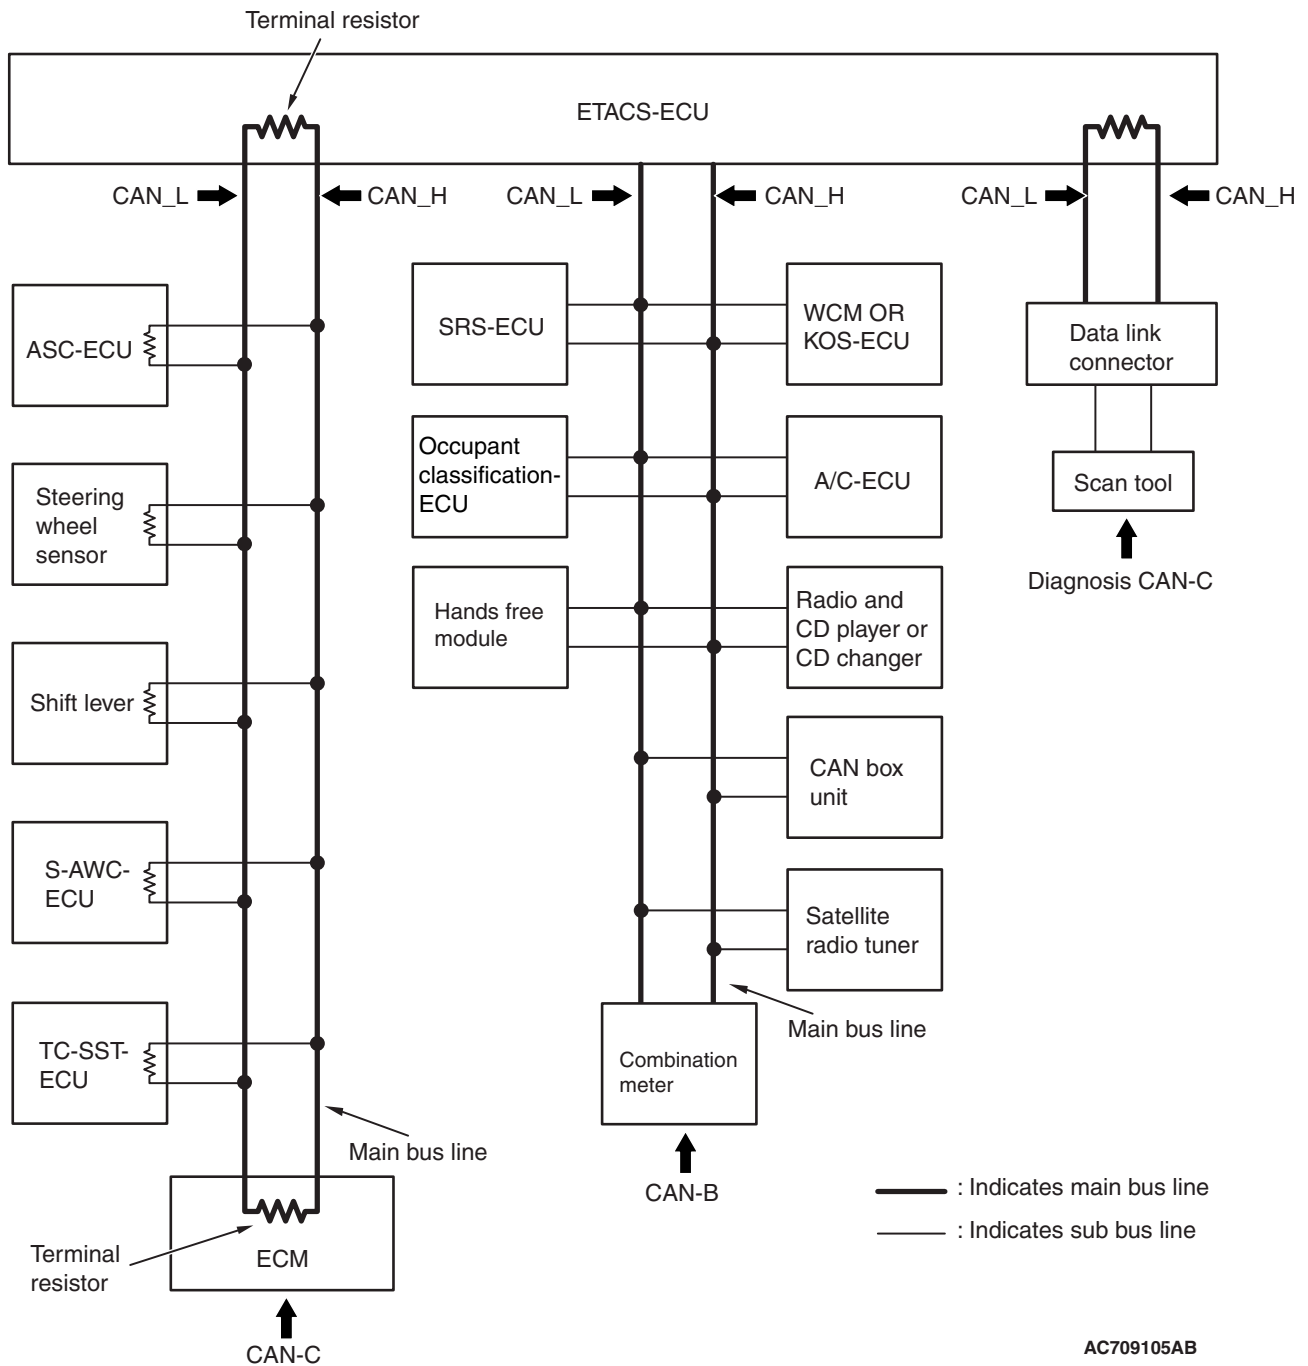 Terminal resistor
ETACS-ECU
CAN_L
CAN_H
CAN_L
CAN_H
CAN_L
CAN_H
ASC-ECU
Steering
wheel
sensor
Shift lever
S-AWC-
ECU
TC-SST-
ECU
Main bus line
Terminal
resistor
ECM
CAN-C
SRS-ECU
WCM OR
KOS-ECU
Occupant
classification-
ECU
A/C-ECU
Hands free
module
Radio and
CD player or
CD changer
CAN box
unit
Satellite
radio tuner
Main bus line
Combination
meter
CAN-B
Data link
connector
Scan tool
Diagnosis CAN-C
: Indicates main bus line
: Indicates sub bus line
AC709105AB